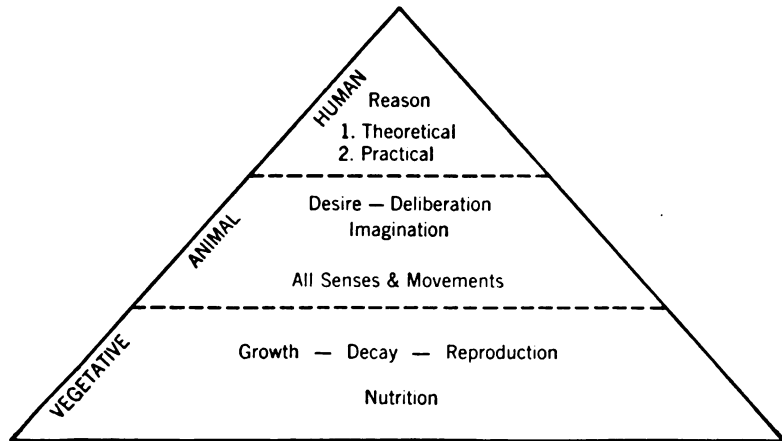 HUMAN
Reason
1. Theoretical
2. Practical
ANIMAL
Desire — Deliberation
Imagination
All Senses & Movements
VEGETATIVE
Growth — Decay — Reproduction
Nutrition